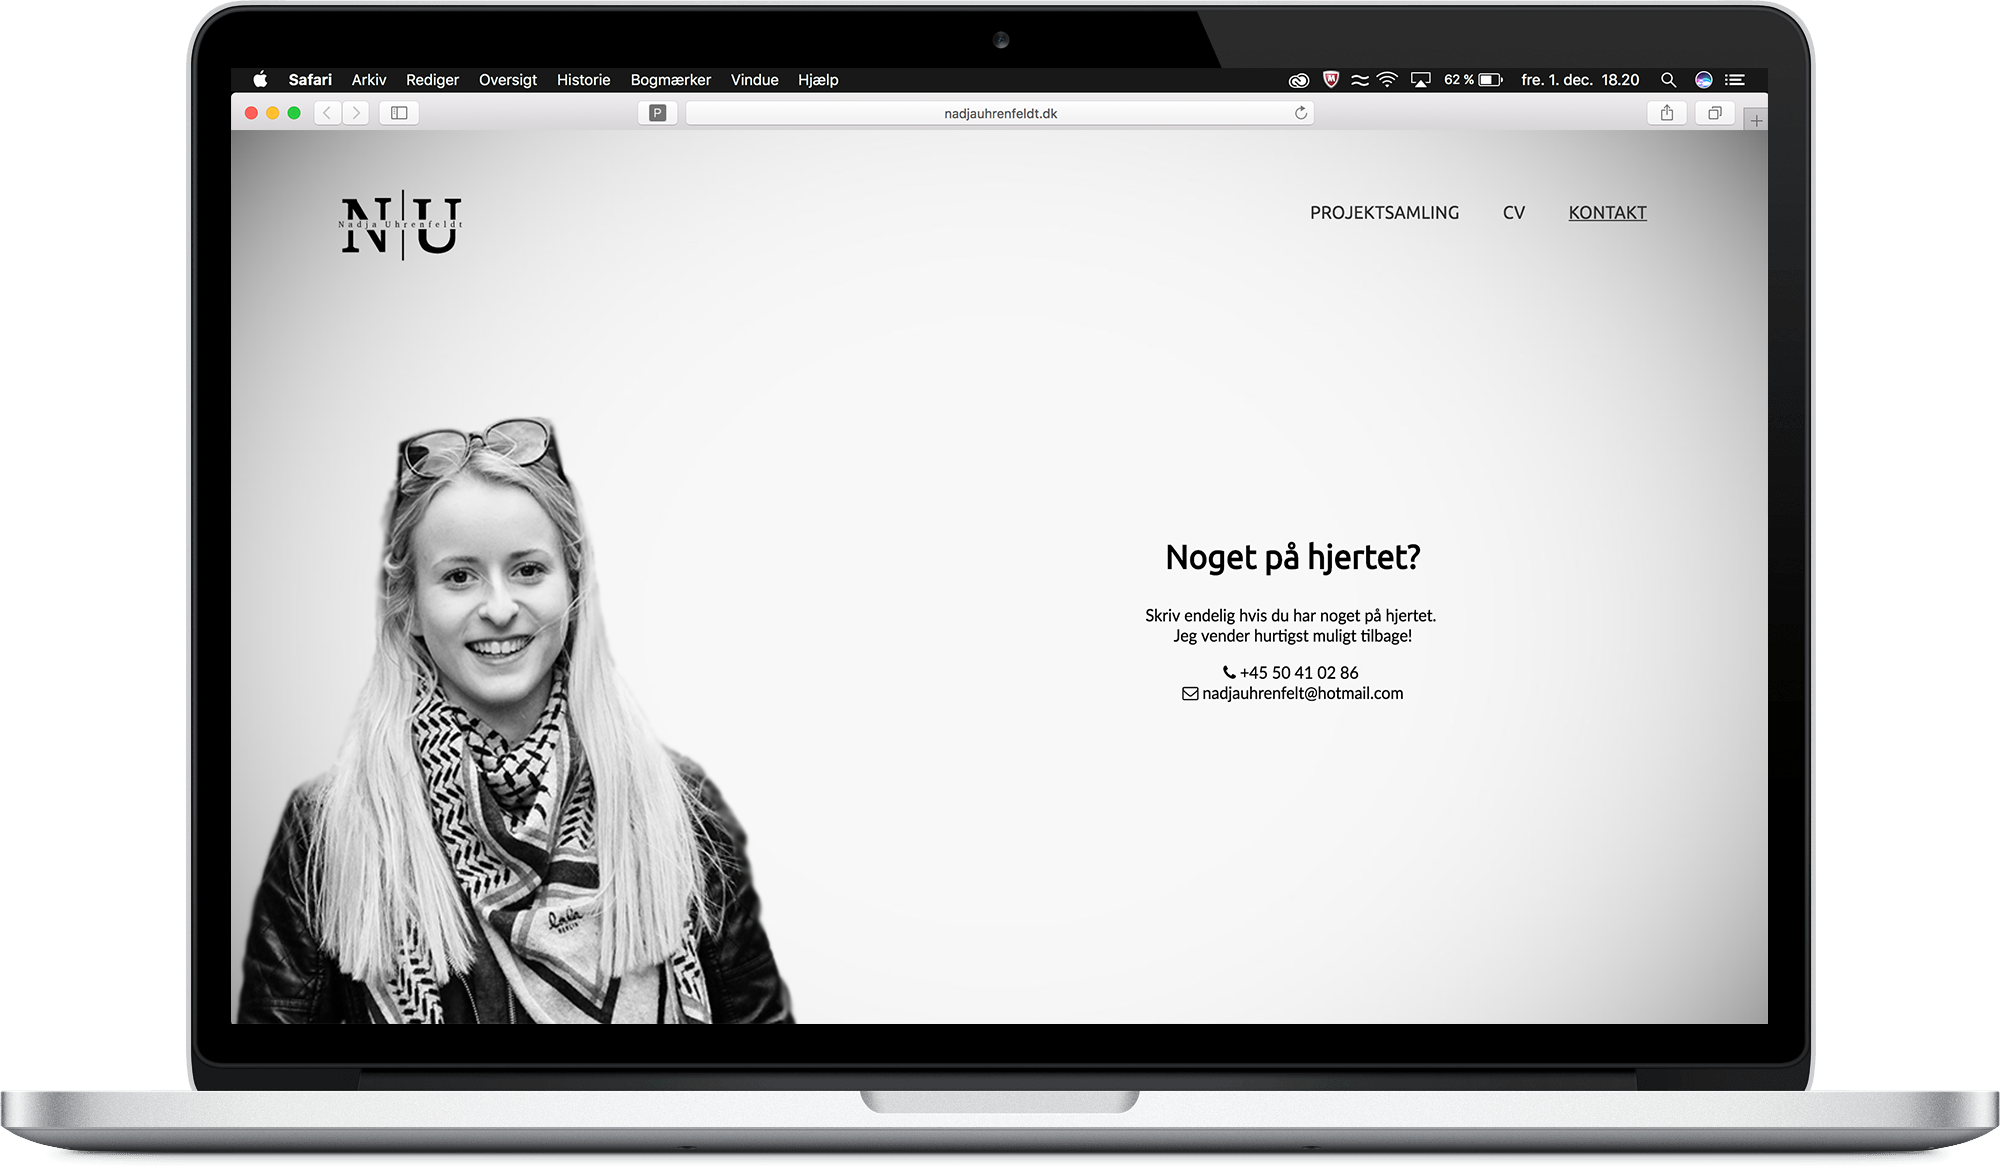 Safari Arkiv Rediger Oversigt Historie Bogmærker Vindue Hjælp 62 % fre. 1. dec. 18.20
P nadjauhrenfeldt.dk
N|U
Nadja Uhrenfeldt
PROJEKTSAMLING CV KONTAKT
Noget på hjertet?
Skriv endelig hvis du har noget på hjertet.
Jeg vender hurtigst muligt tilbage!
+45 50 41 02 86
nadjauhrenfelt@hotmail.com
lala
BERLIN